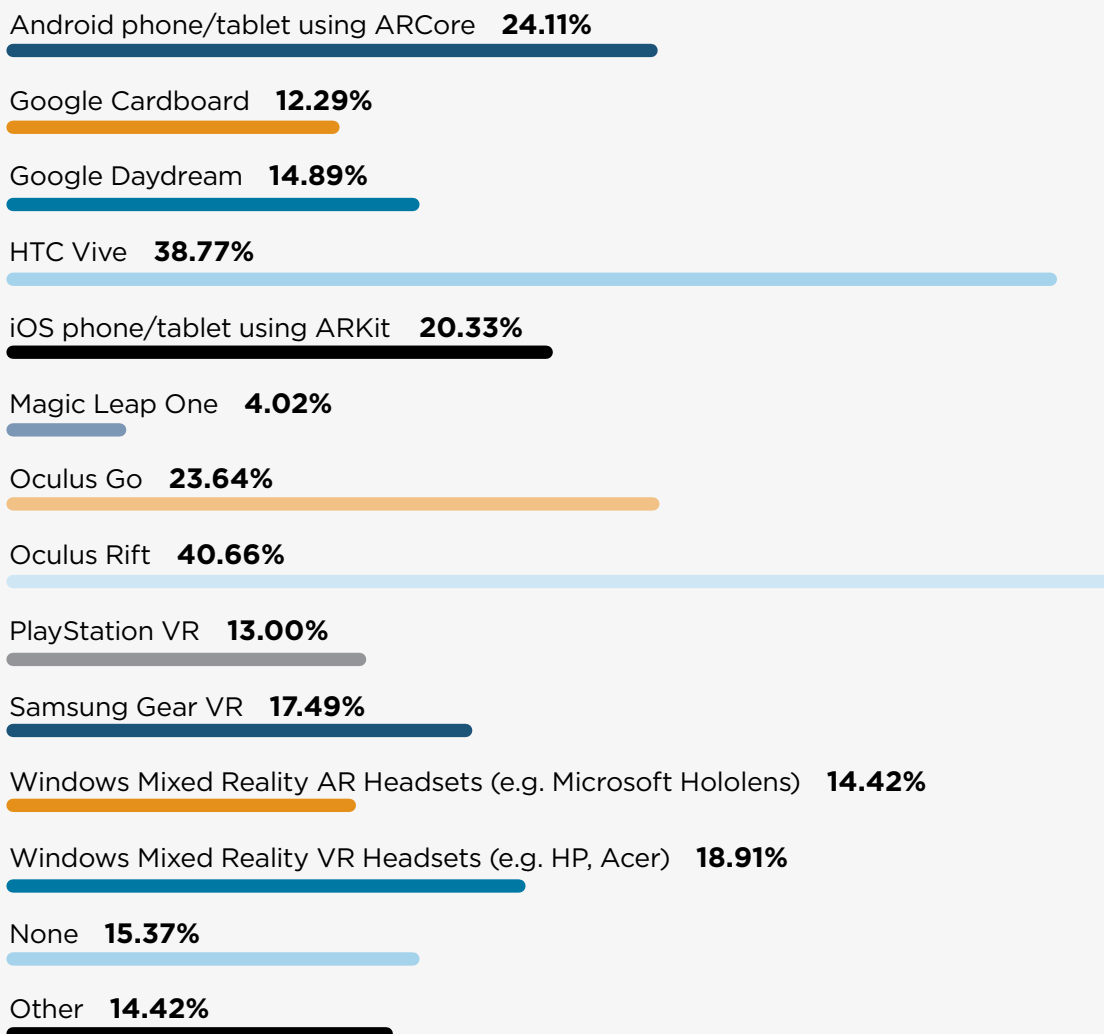 Android phone/tablet using ARCore 24.11%
Google Cardboard 12.29%
Google Daydream 14.89%
HTC Vive 38.77%
iOS phone/tablet using ARKit 20.33%
Magic Leap One 4.02%
Oculus Go 23.64%
Oculus Rift 40.66%
PlayStation VR 13.00%
Samsung Gear VR 17.49%
Windows Mixed Reality AR Headsets (e.g. Microsoft Hololens) 14.42%
Windows Mixed Reality VR Headsets (e.g. HP, Acer) 18.91%
None 15.37%
Other 14.42%